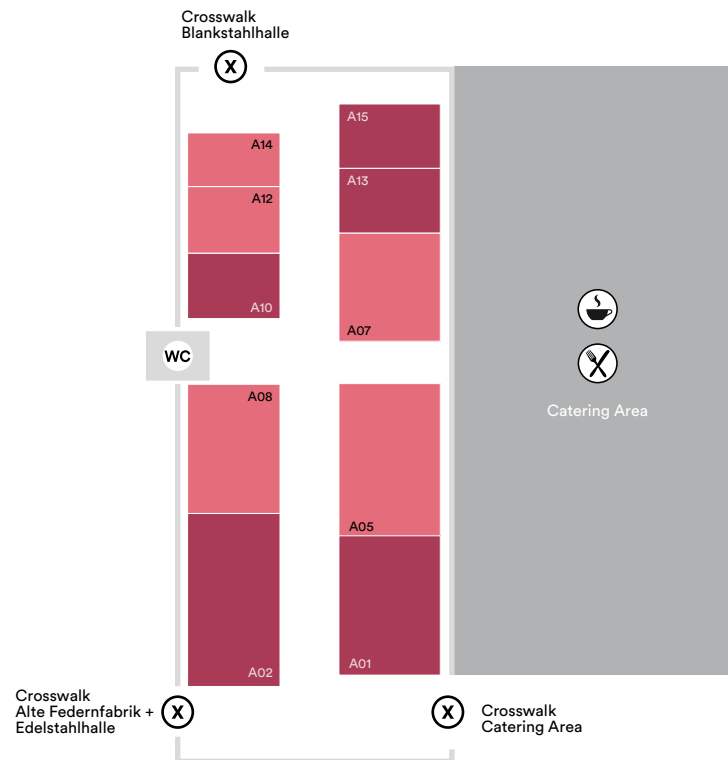 Crosswalk
Blankstahlhalle
X
A15
A14
A13
A12
A10
A07
WC
A08
Catering Area
A05
A01
A02
Crosswalk
Alte Federnfabrik +
Edelstahlhalle
X
X
Crosswalk
Catering Area